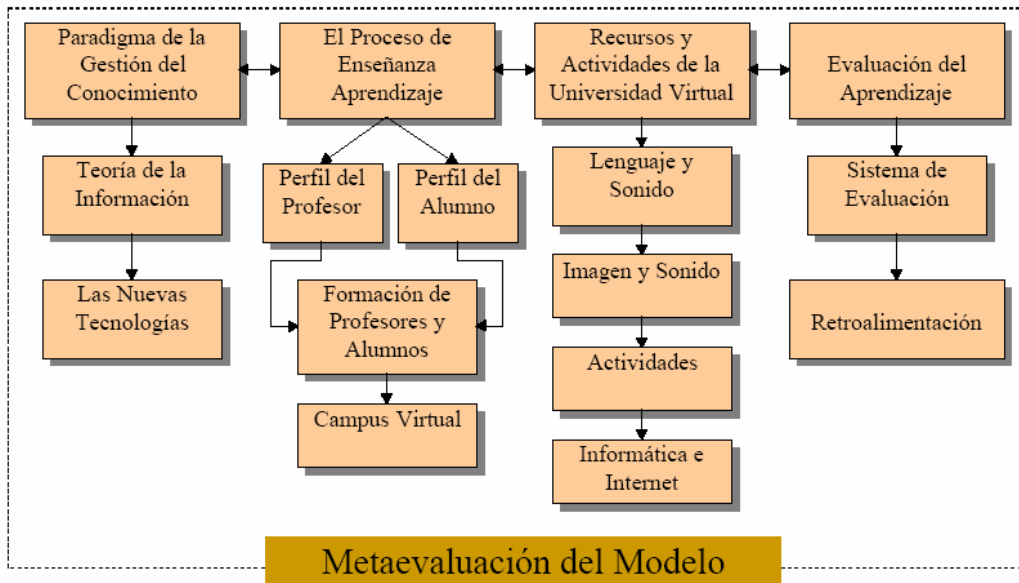 Paradigma de la
Gestión del
Conocimiento
El Proceso de
Enseñanza
Aprendizaje
Recursos y
Actividades de la
Universidad Virtual
Evaluación del
Aprendizaje
Teoría de la
Información
Perfil del
Profesor
Perfil del
Alumno
Lenguaje y
Sonido
Sistema de
Evaluación
Las Nuevas
Tecnologías
Formación de
Profesores y
Alumnos
Imagen y Sonido
Retroalimentación
Actividades
Campus Virtual
Informática e
Internet
Metaevaluación del Modelo